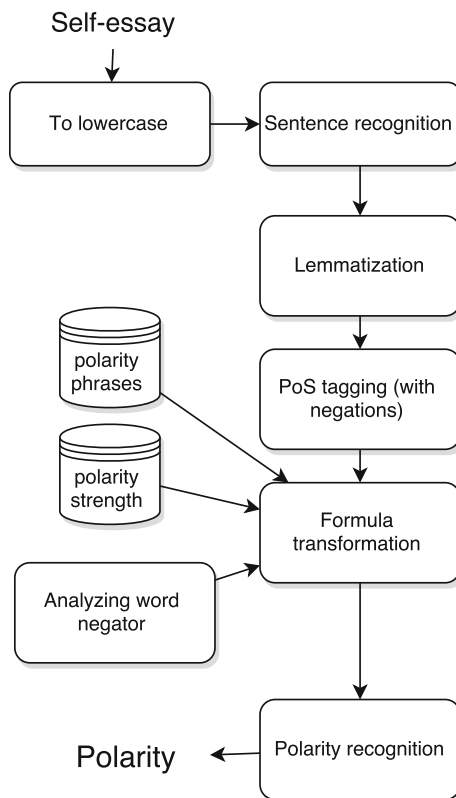 Self-essay
To lowercase
Sentence recognition
Lemmatization
polarity
phrases
PoS tagging (with
negations)
polarity
strength
Formula
transformation
Analyzing word
negator
Polarity
Polarity recognition